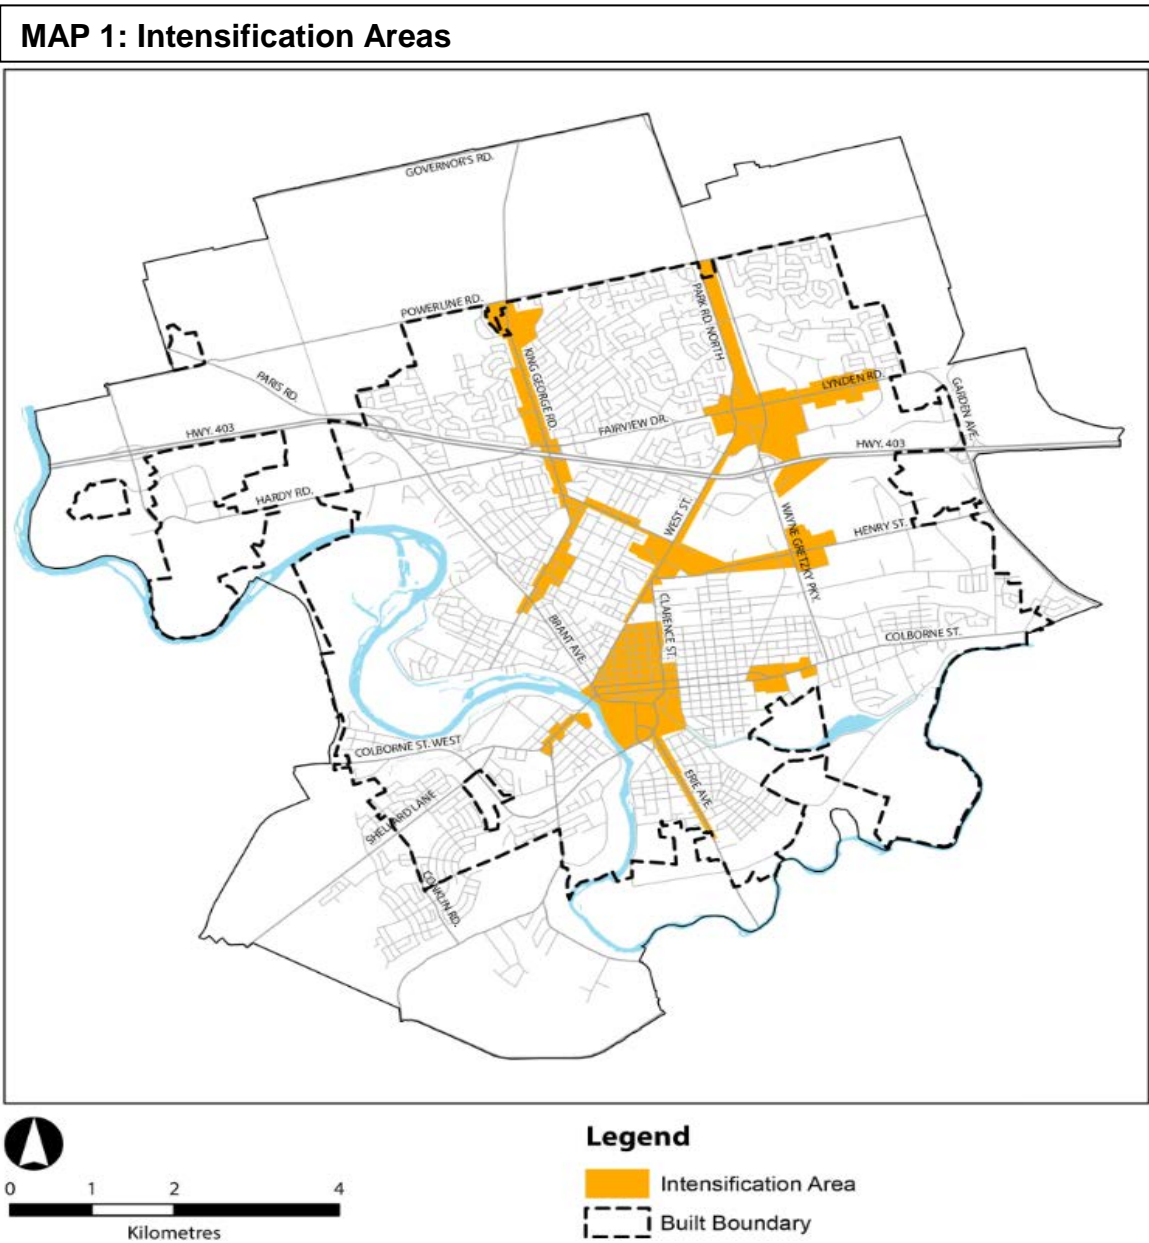 MAP 1: Intensification Areas
GOVERNOR'S RD.
POWERLINE RD.
PARK RD. NORTH
KING GEORGE RD.
PARIS RD.
LYNDEN RD.
GARDEN AVE.
FAIRVIEW DR.
HWY. 403
HWY. 403
HARDY RD.
WEST ST.
WAYNE GRETZKY PKY.
HENRY ST.
BRANT AVE.
CLARENCE ST.
COLBORNE ST.
COLBORNE ST. WEST
ERIE AVE.
SHELLARD LANE
CONKLIN RD.
Legend
Intensification Area
Built Boundary
0 1 2 4
Kilometres